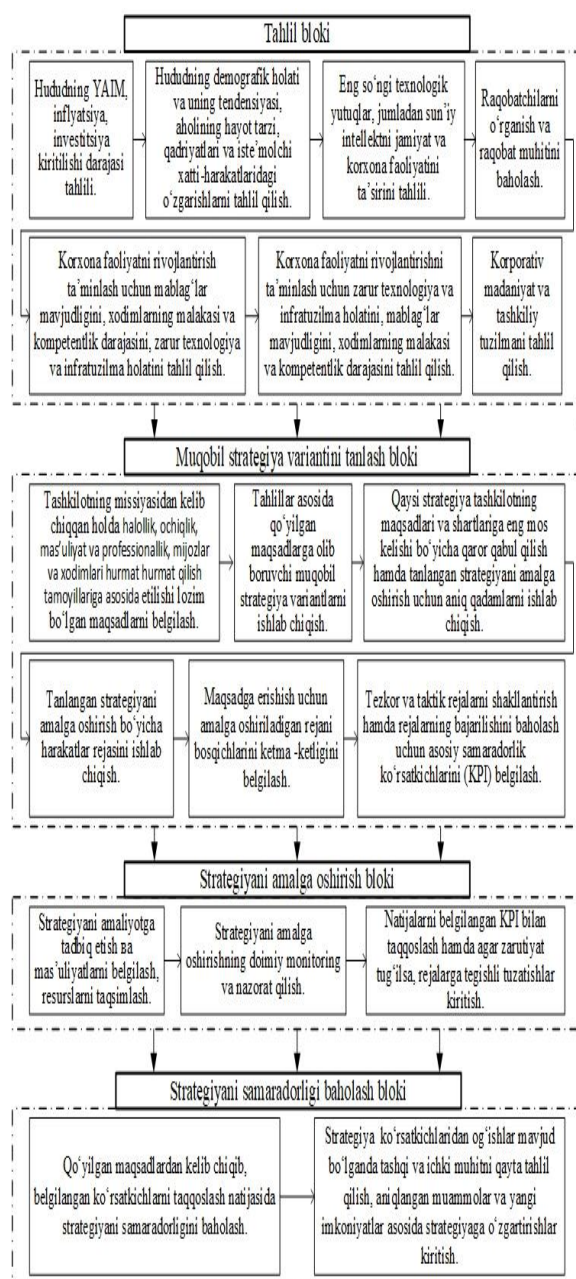 Tahlil bloki
Hududning YAIM,
inflyatsiya,
investitsiya
kiritilishi darajasi
tahlili.
Hududning demografik holati
va uning tendensiyasi,
aholining hayot tarzi,
qadriyatlari va iste’molchi
xatti-harakatlaridagi
o‘zgarishlarni tahlil qilish.
Eng so‘ngi texnologik
yutuqlar, jumladan sun’iy
intellektni jamiyat va
korxona faoliyatini
ta’sirini tahlili.
Raqobatchilarni
o‘rganish va
raqobat muhitini
baholash.
Korxona faoliyatni rivojlantirish
ta’minlash uchun mablag‘lar
mavjudligini, xodimlarning malakasi va
kompetentlik darajasini, zarur texnologiya
va infratuzilma holatini tahlil qilish.
Korxona faoliyatni rivojlantirishni
ta’minlash uchun zarur texnologiya va
infratuzilma holatini, mablag‘lar
mavjudligini, xodimlarning malakasi
va kompetentlik darajasini tahlil qilish.
Korporativ
madaniyat va
tashkiliy
tuzilmani tahlil
qilish.
Muqobil strategiya variantini tanlash bloki
Tashkilotning missiyasidan kelib
chiqqan holda halollik, ochiqlik,
mas’uliyat va professionallik, mijozlar
va xodimlari hurmat hurmat qilish
tamoyillariga asosida etilishi lozim
bo‘lgan maqsadlarni belgilash.
Tahlillar asosida
qo‘yilgan
maqsadlarga olib
boruvchi muqobil
strategiya variantlarni
ishlab chiqish.
Qaysi strategiya tashkilotning
maqsadlari va shartlariga eng mos
kelishi bo‘yicha qaror qabul qilish
hamda tanlangan strategiyani amalga
oshirish uchun aniq qadamlarni ishlab
chiqish.
Tanlangan strategiyani
amalga oshirish bo‘yicha
harakatlar rejasini ishlab
chiqish.
Maqsadga erishish uchun
amalga oshiriladigan rejani
bosqichlarini ketma -ketligini
belgilash.
Tezkor va taktik rejalarni shakllantirish
hamda rejalarning bajarilishini baholash
uchun asosiy samaradorlik
ko‘rsatkichlarini (KPI) belgilash.
Strategiyani amalga oshirish bloki
Strategiyani amaliyotga
tadbiq etish вa
mas’uliyatlarni belgilash,
resurslarni taqsimlash.
Strategiyani amalga
oshirishning doimiy monitoring
va nazorat qilish.
Natijalarni belgilangan KPI bilan
taqqoslash hamda agar zarutiyat
tug‘ilsa, rejalarga tegishli tuzatishlar
kiritish.
Strategiyani samaradorligi baholash bloki
Qo‘yilgan maqsadlardan kelib chiqib,
belgilangan ko‘rsatkichlarni taqqoslash natijasida
strategiyani samaradorligini baholash.
Strategiya ko‘rsatkichlaridan og‘ishlar mavjud
bo‘lganda tashqi va ichki muhitni qayta tahlil
qilish, aniqlangan muammolar va yangi
imkoniyatlar asosida strategiyaga o‘zgartirishlar
kiritish.